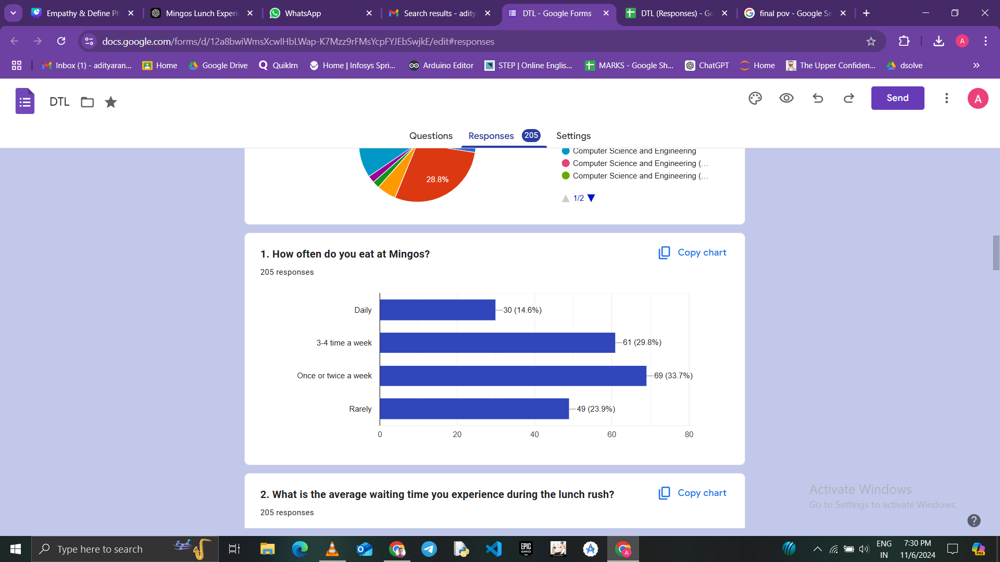 Empathy & Define Ph
Mingos Lunch Experi
WhatsApp
Search results - adity
DTL - Google Forms
DTL (Responses) - Go
final pov - Google Se
docs.google.com/forms/d/12a8bwiWmsXcwIHbLWap-K7Mzz9rFMsYcpFYJEbSwjkE/edit#responses
A
Inbox (1) - adityaran...
Home
Google Drive
Quiklrn
Home | Infosys Spri...
Arduino Editor
STEP | Online Englis...
MARKS - Google Sh...
ChatGPT
Home
The Upper Confiden...
dsolve
DTL
Send
A
Questions
Responses 205
Settings
28.8%
Computer Science and Engineering
Computer Science and Engineering (...
Computer Science and Engineering (...
1/2
1. How often do you eat at Mingos?
Copy chart
205 responses
Daily
30 (14.6%)
3-4 time a week
61 (29.8%)
Once or twice a week
69 (33.7%)
Rarely
49 (23.9%)
0 20 40 60 80
2. What is the average waiting time you experience during the lunch rush?
Copy chart
205 responses
Activate Windows
Go to Settings to activate Windows.
Type here to search
EPIC
GAMES
ENG
IN
7:30 PM
11/6/2024
PRE